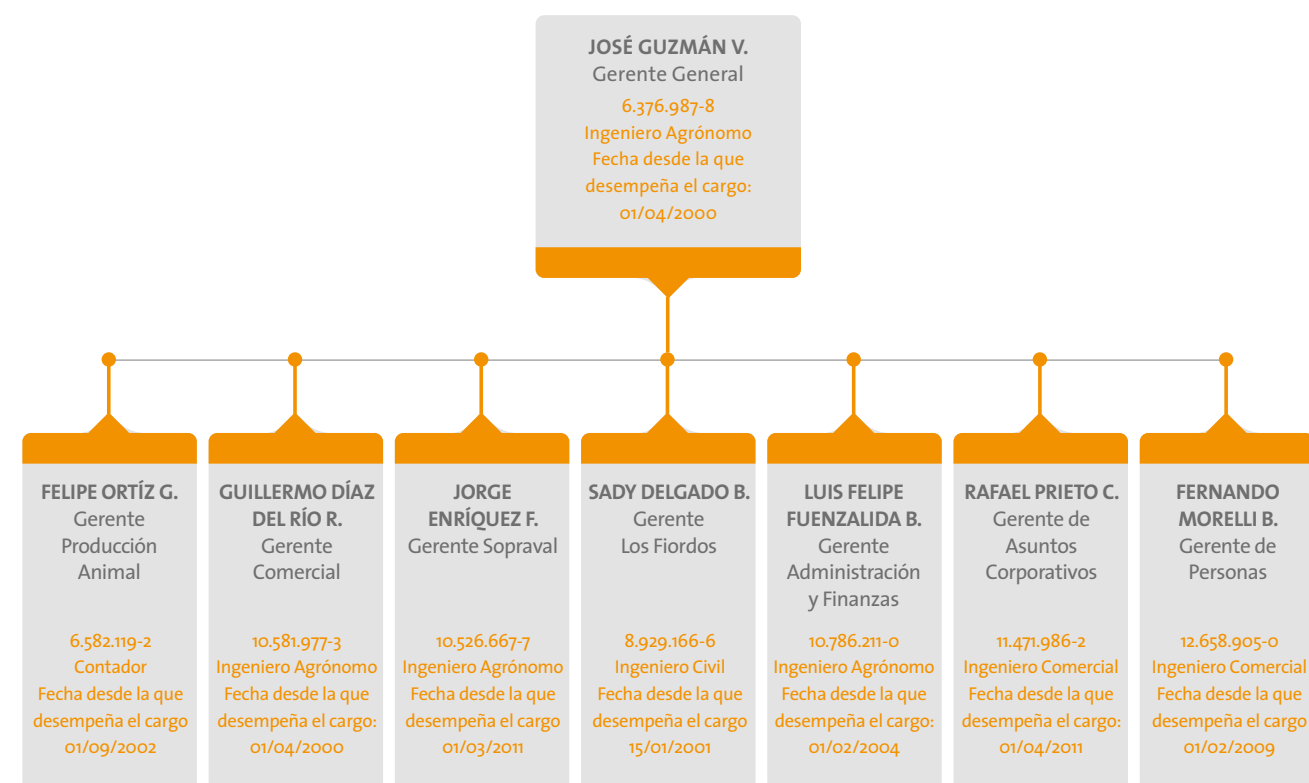 JOSÉ GUZMÁN V.
Gerente General
6.376.987-8
Ingeniero Agrónomo
Fecha desde la que
desempeña el cargo:
01/04/2000
FELIPE ORTÍZ G.
Gerente
Producción
Animal
6.582.119-2
Contador
Fecha desde la que
desempeña el cargo
01/09/2002
GUILLERMO DÍAZ
DEL RÍO R.
Gerente
Comercial
10.581.977-3
Ingeniero Agrónomo
Fecha desde la que
desempeña el cargo:
01/04/2000
JORGE
ENRÍQUEZ F.
Gerente Sopraval
10.526.667-7
Ingeniero Agrónomo
Fecha desde la que
desempeña el cargo
01/03/2011
SADY DELGADO B.
Gerente
Los Fiordos
8.929.166-6
Ingeniero Civil
Fecha desde la que
desempeña el cargo
15/01/2001
LUIS FELIPE
FUENZALIDA B.
Gerente
Administración
y Finanzas
10.786.211-0
Ingeniero Agrónomo
Fecha desde la que
desempeña el cargo:
01/02/2004
RAFAEL PRIETO C.
Gerente de
Asuntos
Corporativos
11.471.986-2
Ingeniero Comercial
Fecha desde la que
desempeña el cargo:
01/04/2011
FERNANDO
MORELLI B.
Gerente de
Personas
12.658.905-0
Ingeniero Comercial
Fecha desde la que
desempeña el cargo
01/02/2009